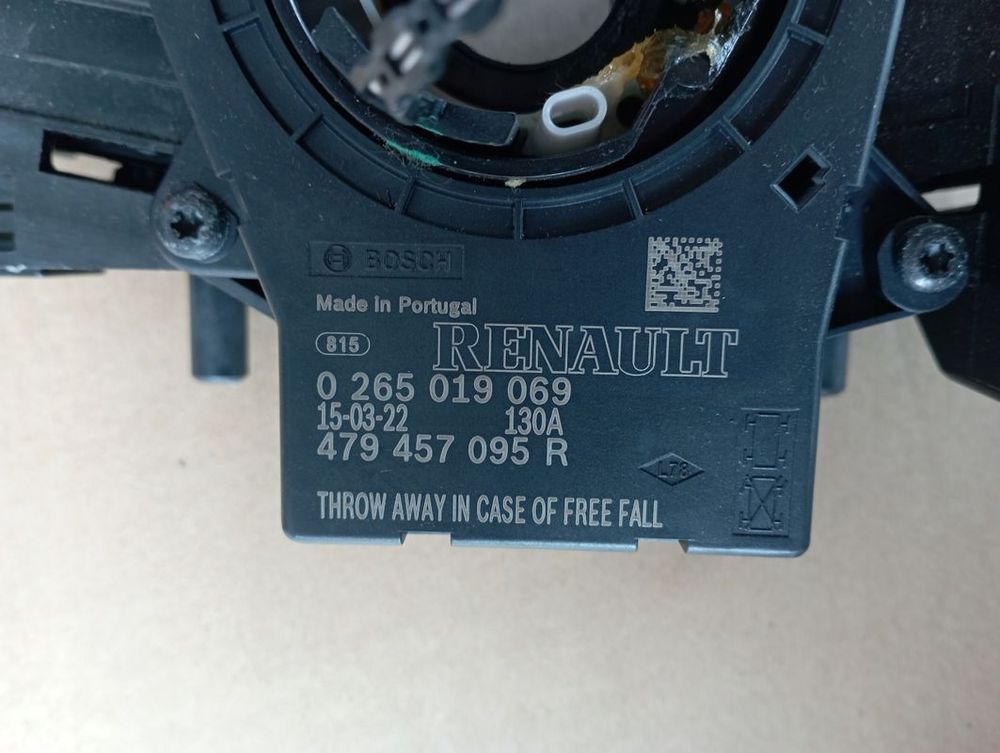 BOSCH
Made in Portugal
815
RENAULT
0 265 019 069
15-03-22 130A
479 457 095 R
L78
THROW AWAY IN CASE OF FREE FALL